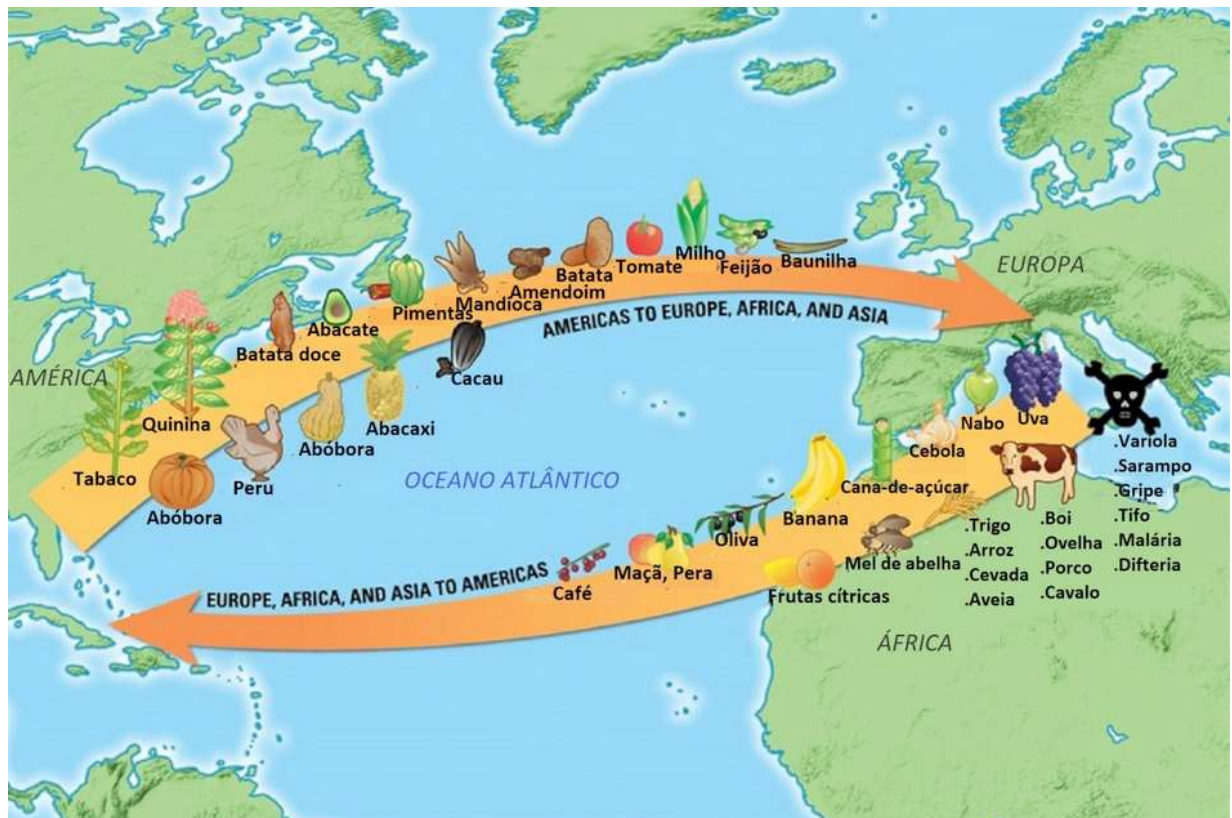 EUROPA
Milho
Tomate
Feijão
Baunilha
Batata
Amendoim
Mandioca
Pimentas
Abacate
Batata doce
AMERICAS TO EUROPE, AFRICA, AND ASIA
AMÉRICA
Cacau
Quinina
Abacaxi
Abóbora
Tabaco
Peru
Abóbora
OCEANO ATLÂNTICO
Nabo
Uva
Cebola
Cana-de-açúcar
Banana
Oliva
Mel de abelha
Maçã, Pera
Frutas cítricas
Café
EUROPE, AFRICA, AND ASIA TO AMERICAS
.Trigo
.Arroz
.Cevada
.Aveia
.Boi
.Ovelha
.Porco
.Cavalo
.Varíola
.Sarampo
.Gripe
.Tifo
.Malária
.Difteria
ÁFRICA